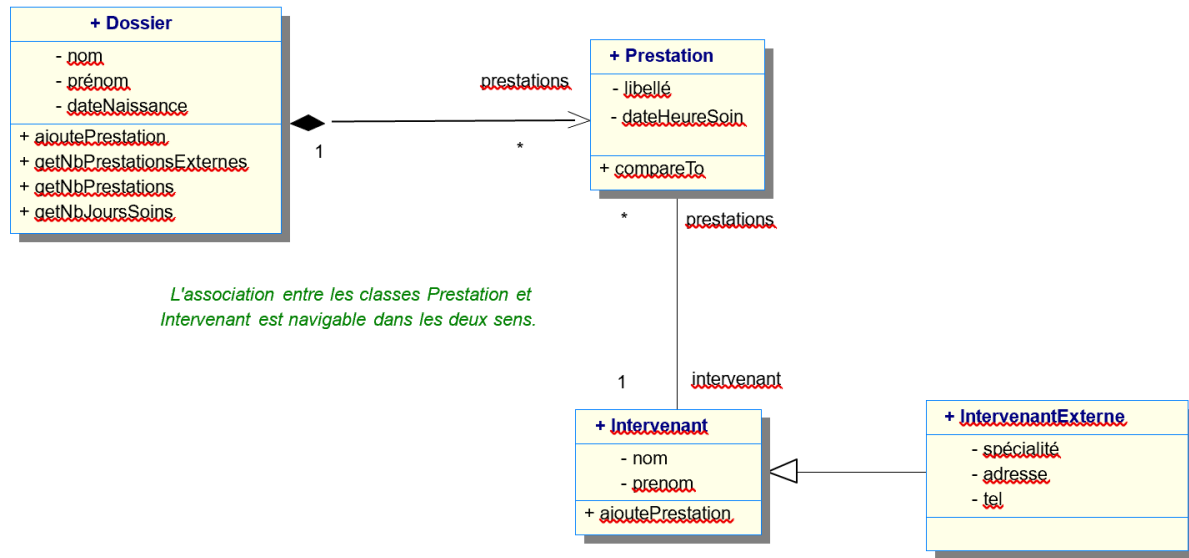 + Dossier
- nom
- prénom
- dateNaissance
+ ajoutePrestation
+ getNbPrestationsExternes
+ getNbPrestations
+ getNbJoursSoins
1
*
prestations
+ Prestation
- libellé
- dateHeureSoin
+ compareTo
*
prestations
L'association entre les classes Prestation et
Intervenant est navigable dans les deux sens.
1
intervenant
+ Intervenant
- nom
- prenom
+ ajoutePrestation
+ IntervenantExterne
- spécialité
- adresse
- tel